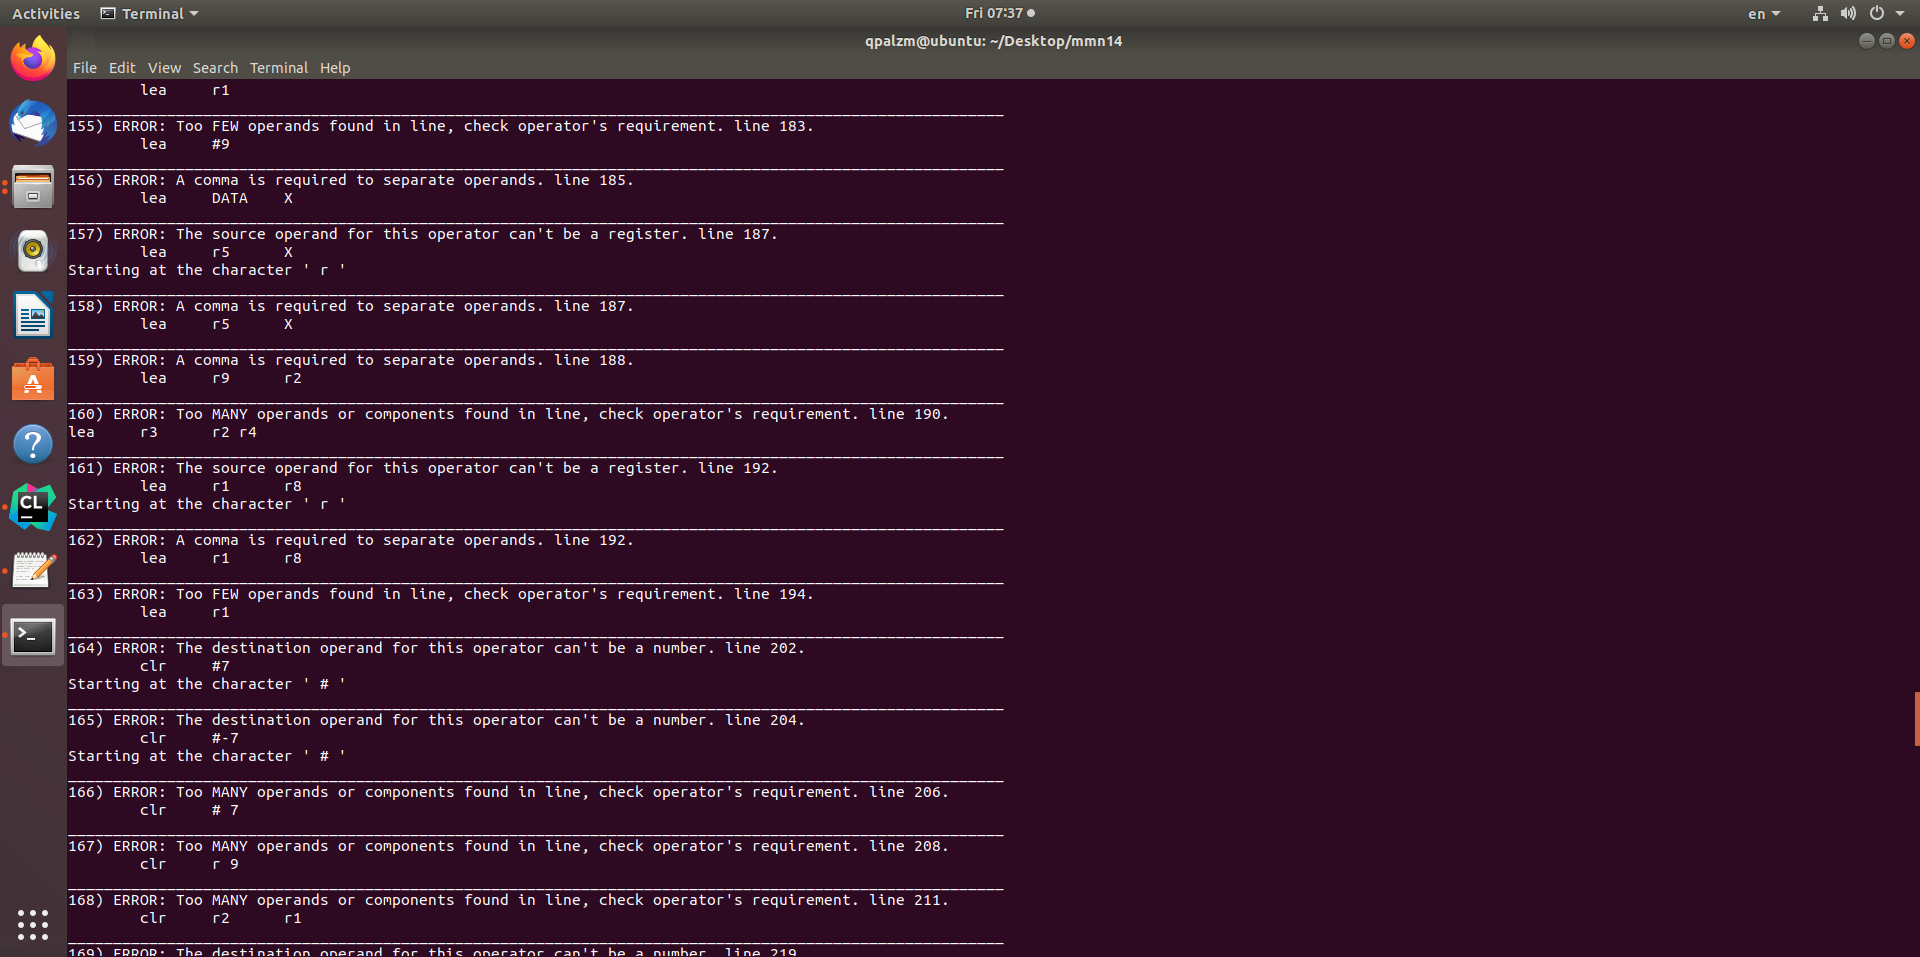 Activities Terminal Fri 07:37 en
qpalzm@ubuntu: ~/Desktop/mmn14
File Edit View Search Terminal Help
lea r1
155) ERROR: Too FEW operands found in line, check operator's requirement. line 183.
lea #9
156) ERROR: A comma is required to separate operands. line 185.
lea DATA X
157) ERROR: The source operand for this operator can't be a register. line 187.
lea r5 X
Starting at the character ' r '
158) ERROR: A comma is required to separate operands. line 187.
lea r5 X
159) ERROR: A comma is required to separate operands. line 188.
lea r9 r2
160) ERROR: Too MANY operands or components found in line, check operator's requirement. line 190.
lea r3 r2 r4
161) ERROR: The source operand for this operator can't be a register. line 192.
lea r1 r8
Starting at the character ' r '
162) ERROR: A comma is required to separate operands. line 192.
lea r1 r8
163) ERROR: Too FEW operands found in line, check operator's requirement. line 194.
lea r1
164) ERROR: The destination operand for this operator can't be a number. line 202.
clr #7
Starting at the character ' # '
165) ERROR: The destination operand for this operator can't be a number. line 204.
clr #-7
Starting at the character ' # '
166) ERROR: Too MANY operands or components found in line, check operator's requirement. line 206.
clr # 7
167) ERROR: Too MANY operands or components found in line, check operator's requirement. line 208.
clr r 9
168) ERROR: Too MANY operands or components found in line, check operator's requirement. line 211.
clr r2 r1
169) ERROR: The destination operand for this operator can't be a number. line 219.
CL